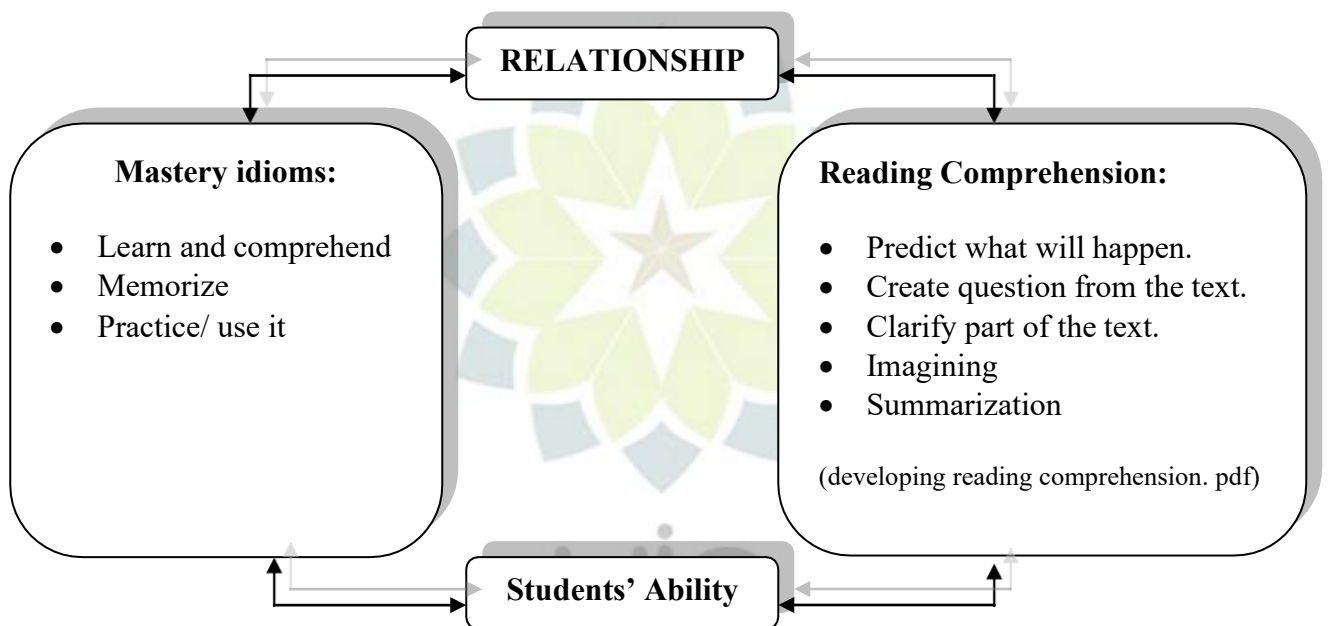 RELATIONSHIP
Mastery idioms:
• Learn and comprehend
• Memorize
• Practice/ use it
Reading Comprehension:
• Predict what will happen.
• Create question from the text.
• Clarify part of the text.
• Imagining
• Summarization
(developing reading comprehension. pdf)
Students’ Ability